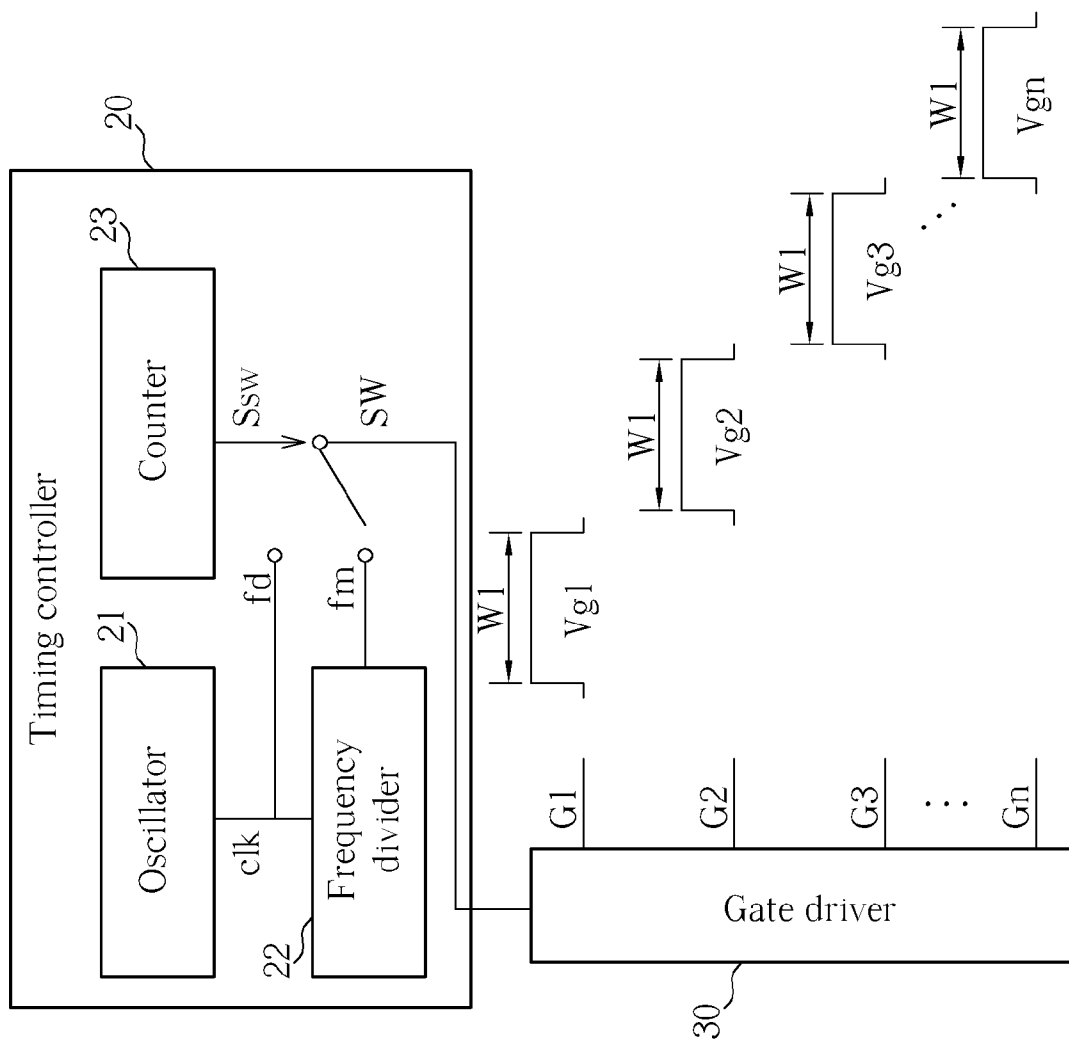 Timing controller
20
Oscillator
21
Counter
23
clk
fd
Ssw
Frequency
divider
22
fm
SW
Gate driver
30
G1
W1
Vg1
G2
W1
Vg2
G3
W1
Vg3
...
...
Gn
W1
Vgn